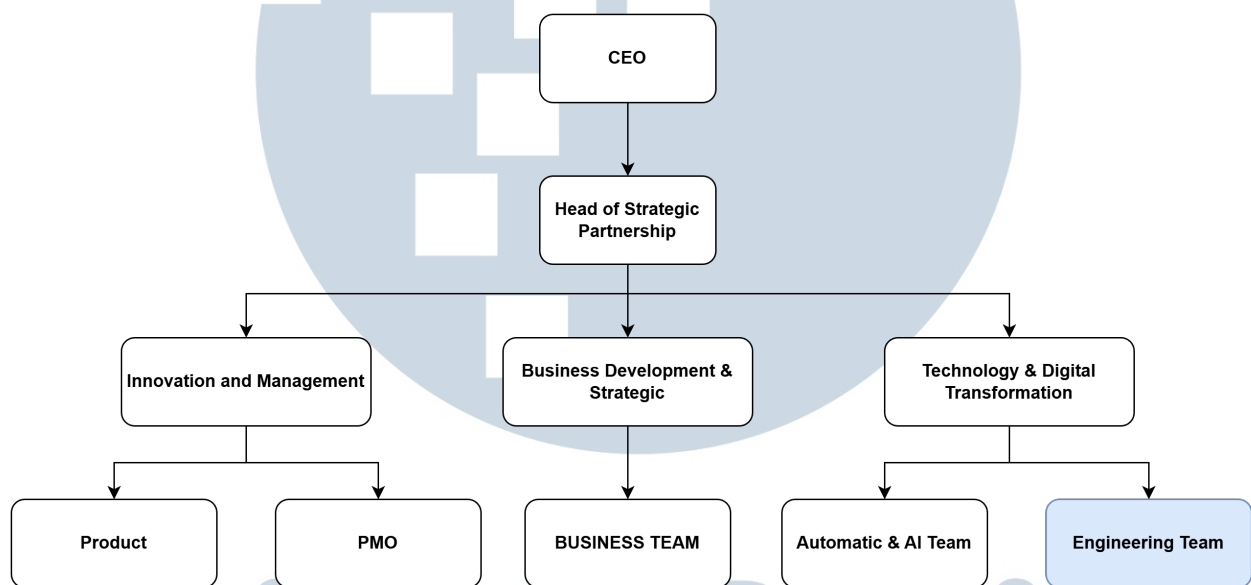 CEO
Head of Strategic
Partnership
Innovation and Management
Business Development &
Strategic
Technology & Digital
Transformation
Product
PMO
BUSINESS TEAM
Automatic & AI Team
Engineering Team